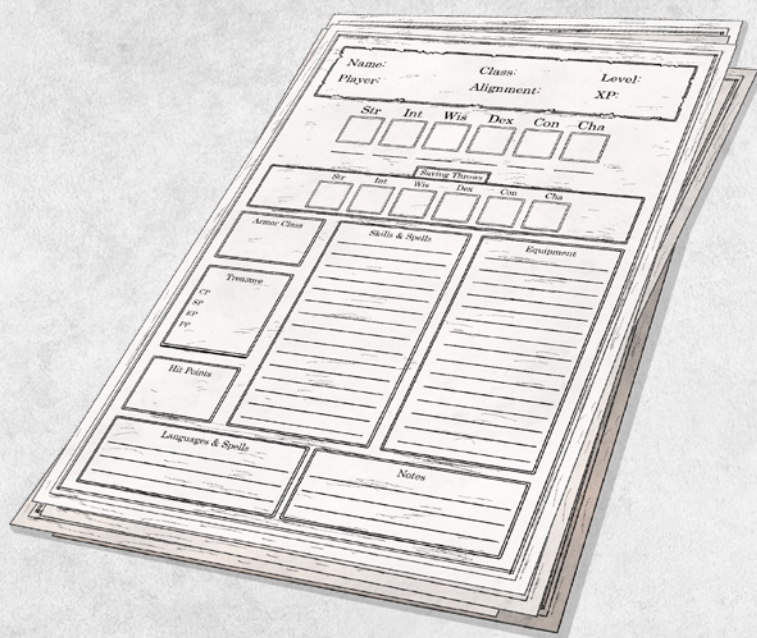 Name: Class: Level:
Player: Alignment: XP:
Str Int Wis Dex Con Cha
Saving Throws
Str Int Wis Dex Con Cha
Armor Class
Skills & Spells
Equipment
Treasure
CP
SP
EP
PP
Hit Points
Languages & Spells
Notes